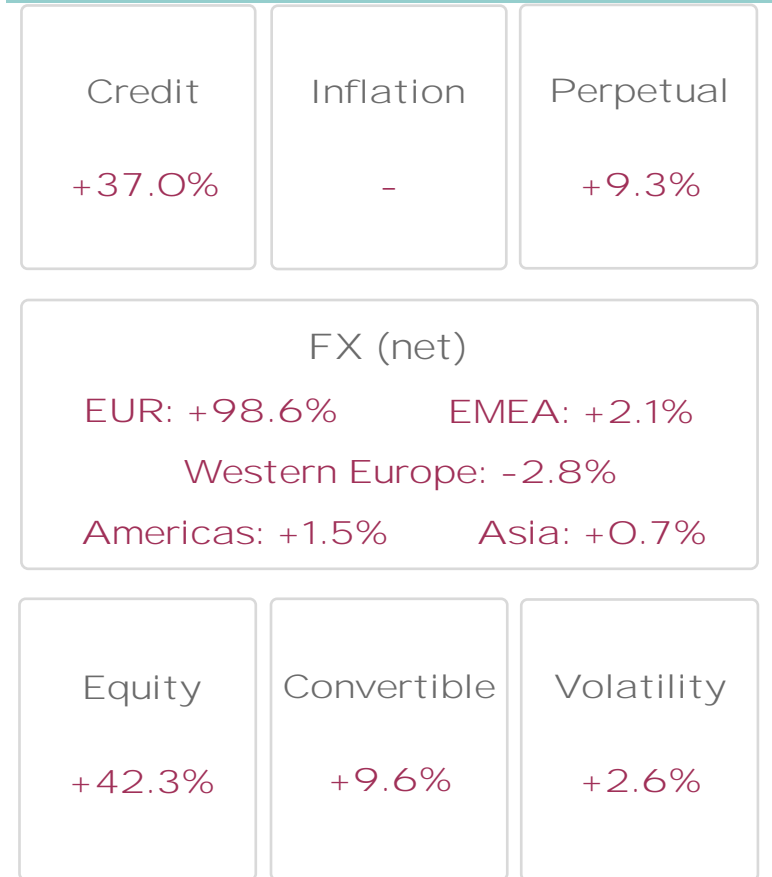 Credit
Inflation
Perpetual
+37.0%
-
+9.3%
FX (net)
EUR: +98.6%
EMEA: +2.1%
Western Europe: -2.8%
Americas: +1.5%
Asia: +0.7%
Equity
Convertible
Volatility
+42.3%
+9.6%
+2.6%